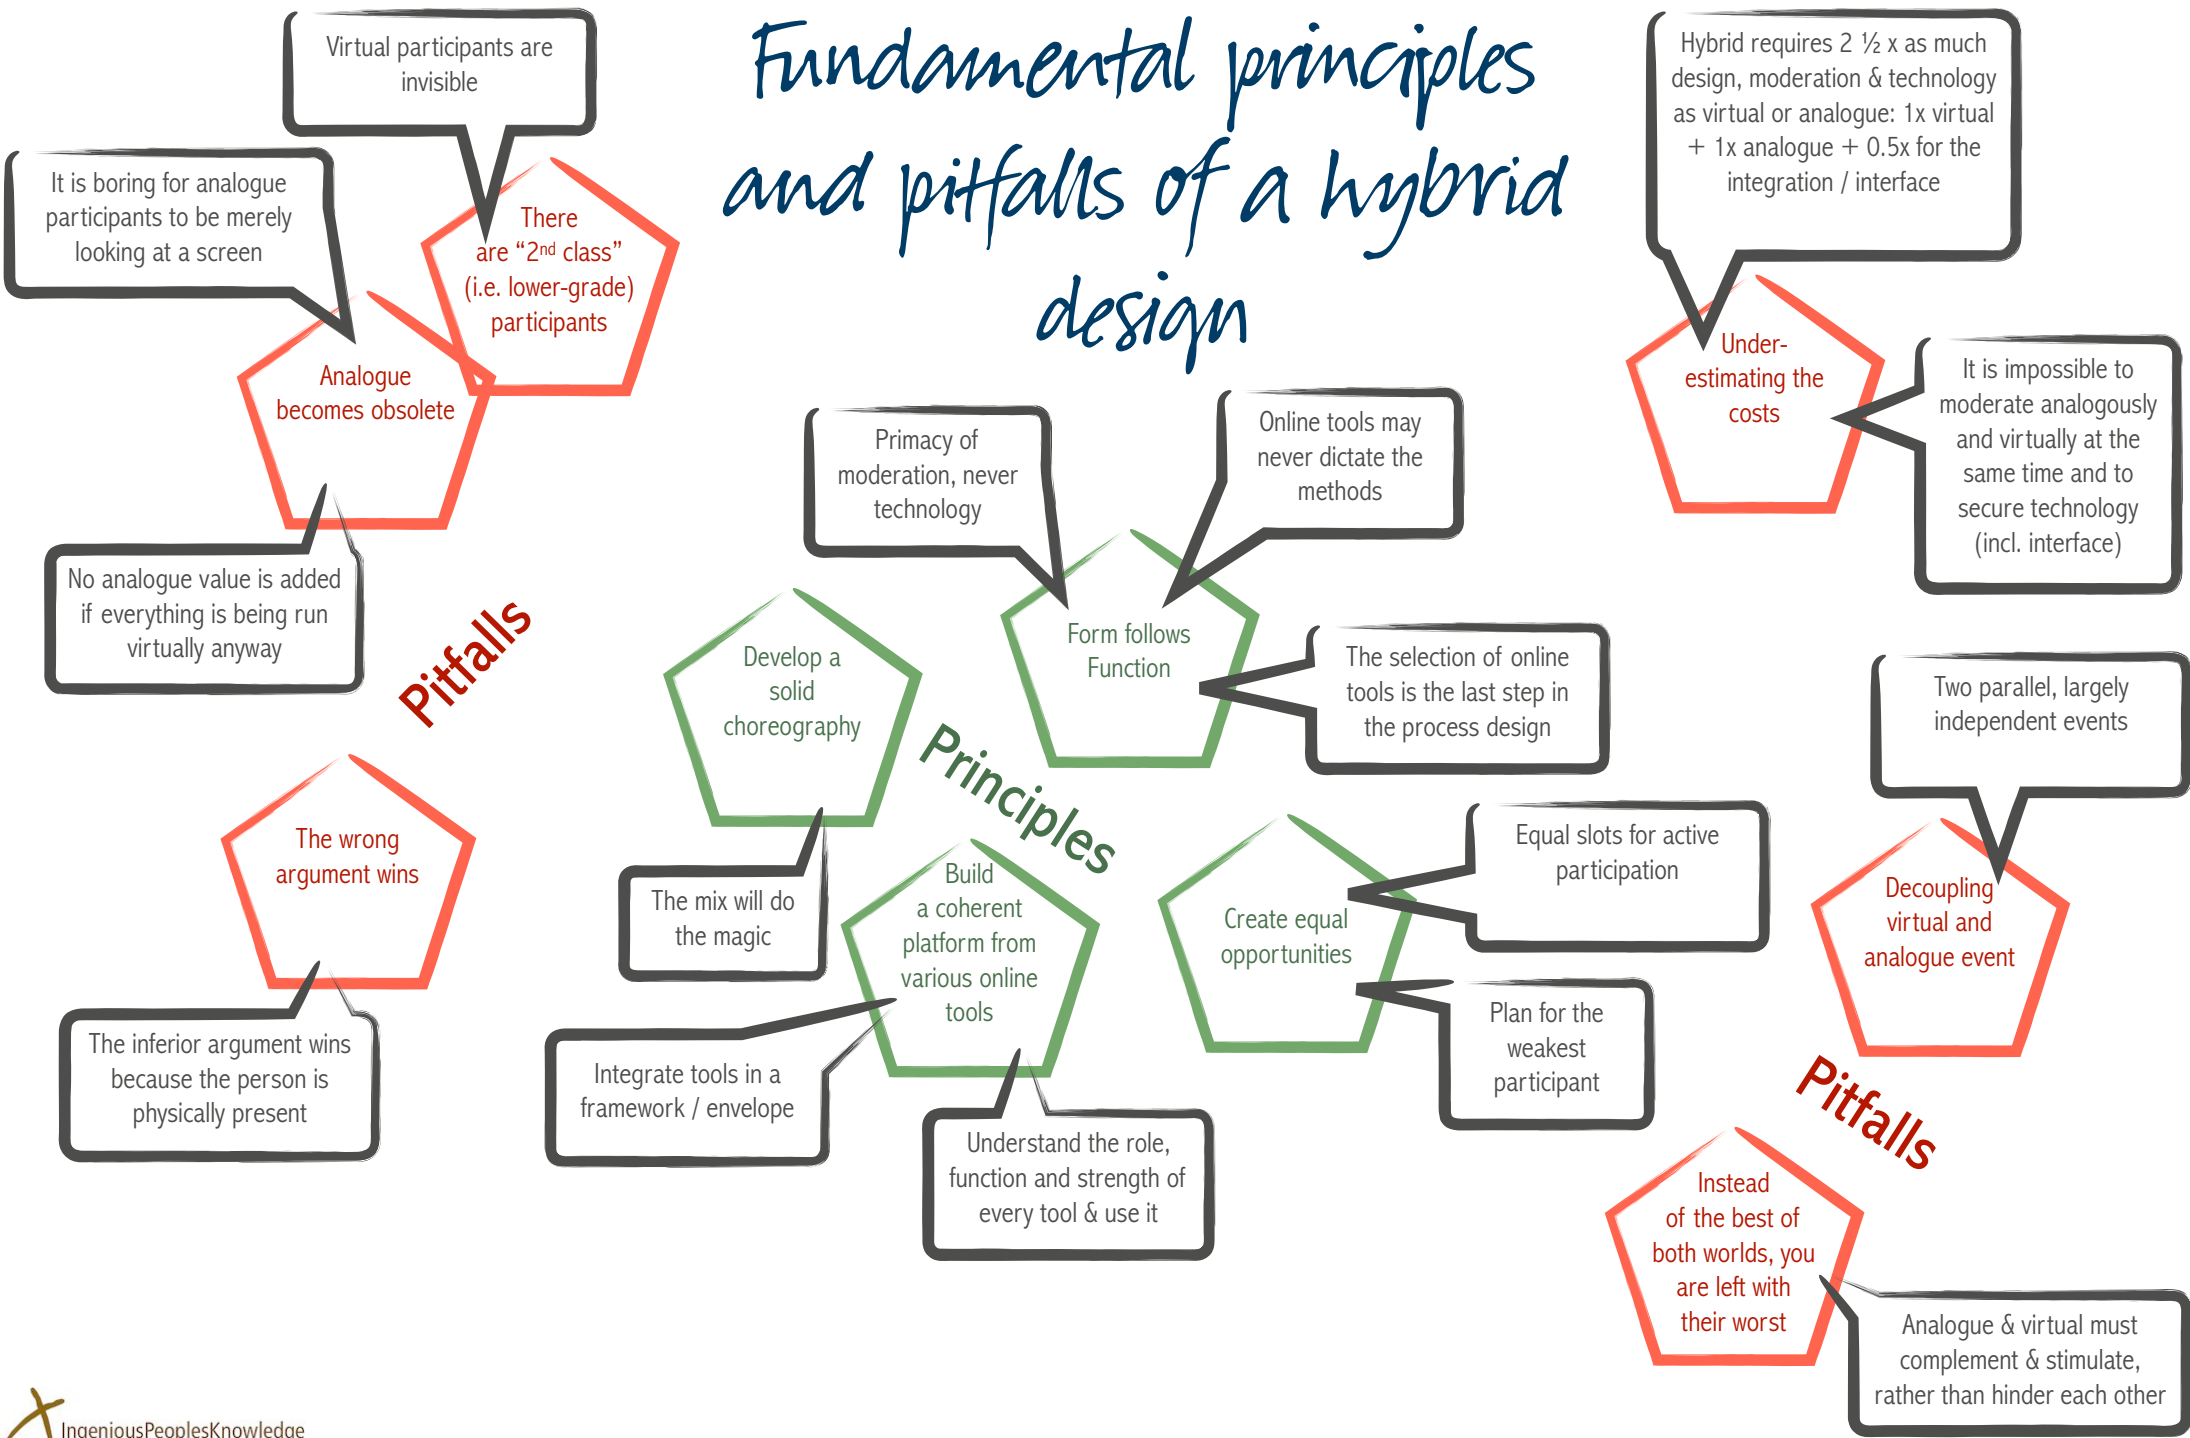 Fundamental principles
and pitfalls of a hybrid
design
Virtual participants are
invisible
It is boring for analogue
participants to be merely
looking at a screen
There
are “2nd class”
(i.e. lower-grade)
participants
Analogue
becomes obsolete
No analogue value is added
if everything is being run
virtually anyway
Pitfalls
The wrong
argument wins
The inferior argument wins
because the person is
physically present
Primacy of
moderation, never
technology
Online tools may
never dictate the
methods
Form follows
Function
The selection of online
tools is the last step in
the process design
Develop a
solid
choreography
The mix will do
the magic
Principles
Build
a coherent
platform from
various online
tools
Integrate tools in a
framework / envelope
Understand the role,
function and strength of
every tool & use it
Create equal
opportunities
Equal slots for active
participation
Plan for the
weakest
participant
Hybrid requires 2 ½ x as much
design, moderation & technology
as virtual or analogue: 1x virtual
+ 1x analogue + 0.5x for the
integration / interface
Under-
estimating the
costs
It is impossible to
moderate analogously
and virtually at the
same time and to
secure technology
(incl. interface)
Two parallel, largely
independent events
Decoupling
virtual and
analogue event
Pitfalls
Instead
of the best of
both worlds, you
are left with
their worst
Analogue & virtual must
complement & stimulate,
rather than hinder each other
IngeniousPeoplesKnowledge